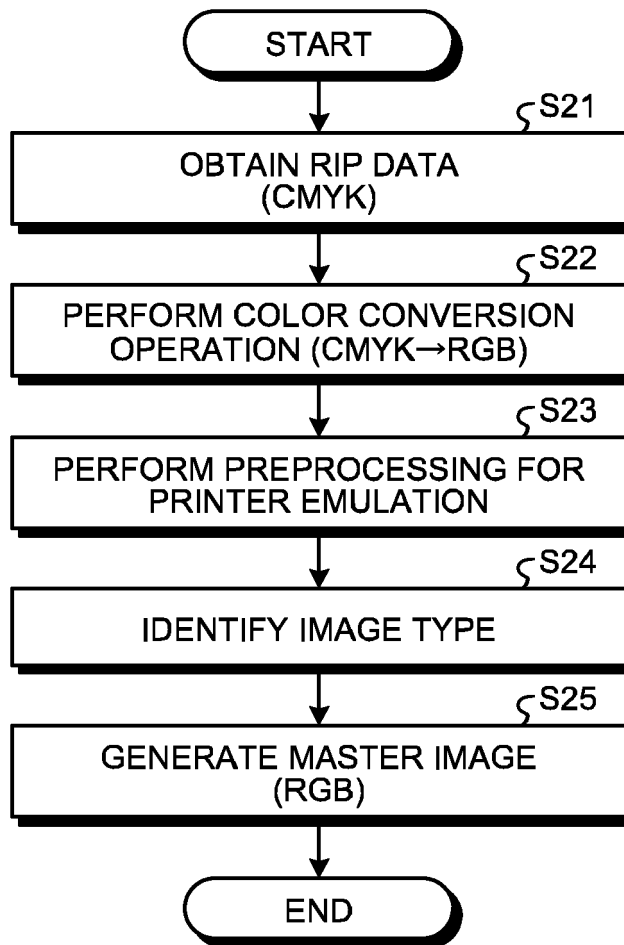 START
S21
OBTAIN RIP DATA
(CMYK)
S22
PERFORM COLOR CONVERSION
OPERATION (CMYK→RGB)
S23
PERFORM PREPROCESSING FOR
PRINTER EMULATION
S24
IDENTIFY IMAGE TYPE
S25
GENERATE MASTER IMAGE
(RGB)
END